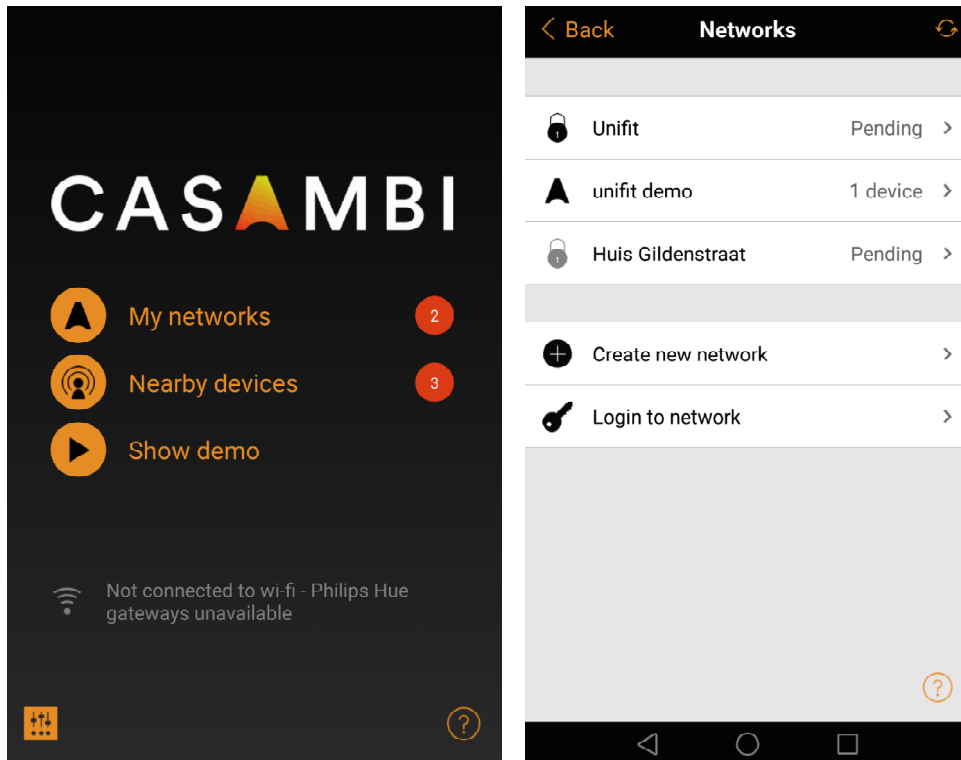 CASAMBI
My networks 2
Nearby devices 3
Show demo
Not connected to wi-fi - Philips Hue
gateways unavailable
?
Back Networks
Unifit Pending
unifit demo 1 device
Huis Gildenstraat Pending
Create new network
Login to network
?